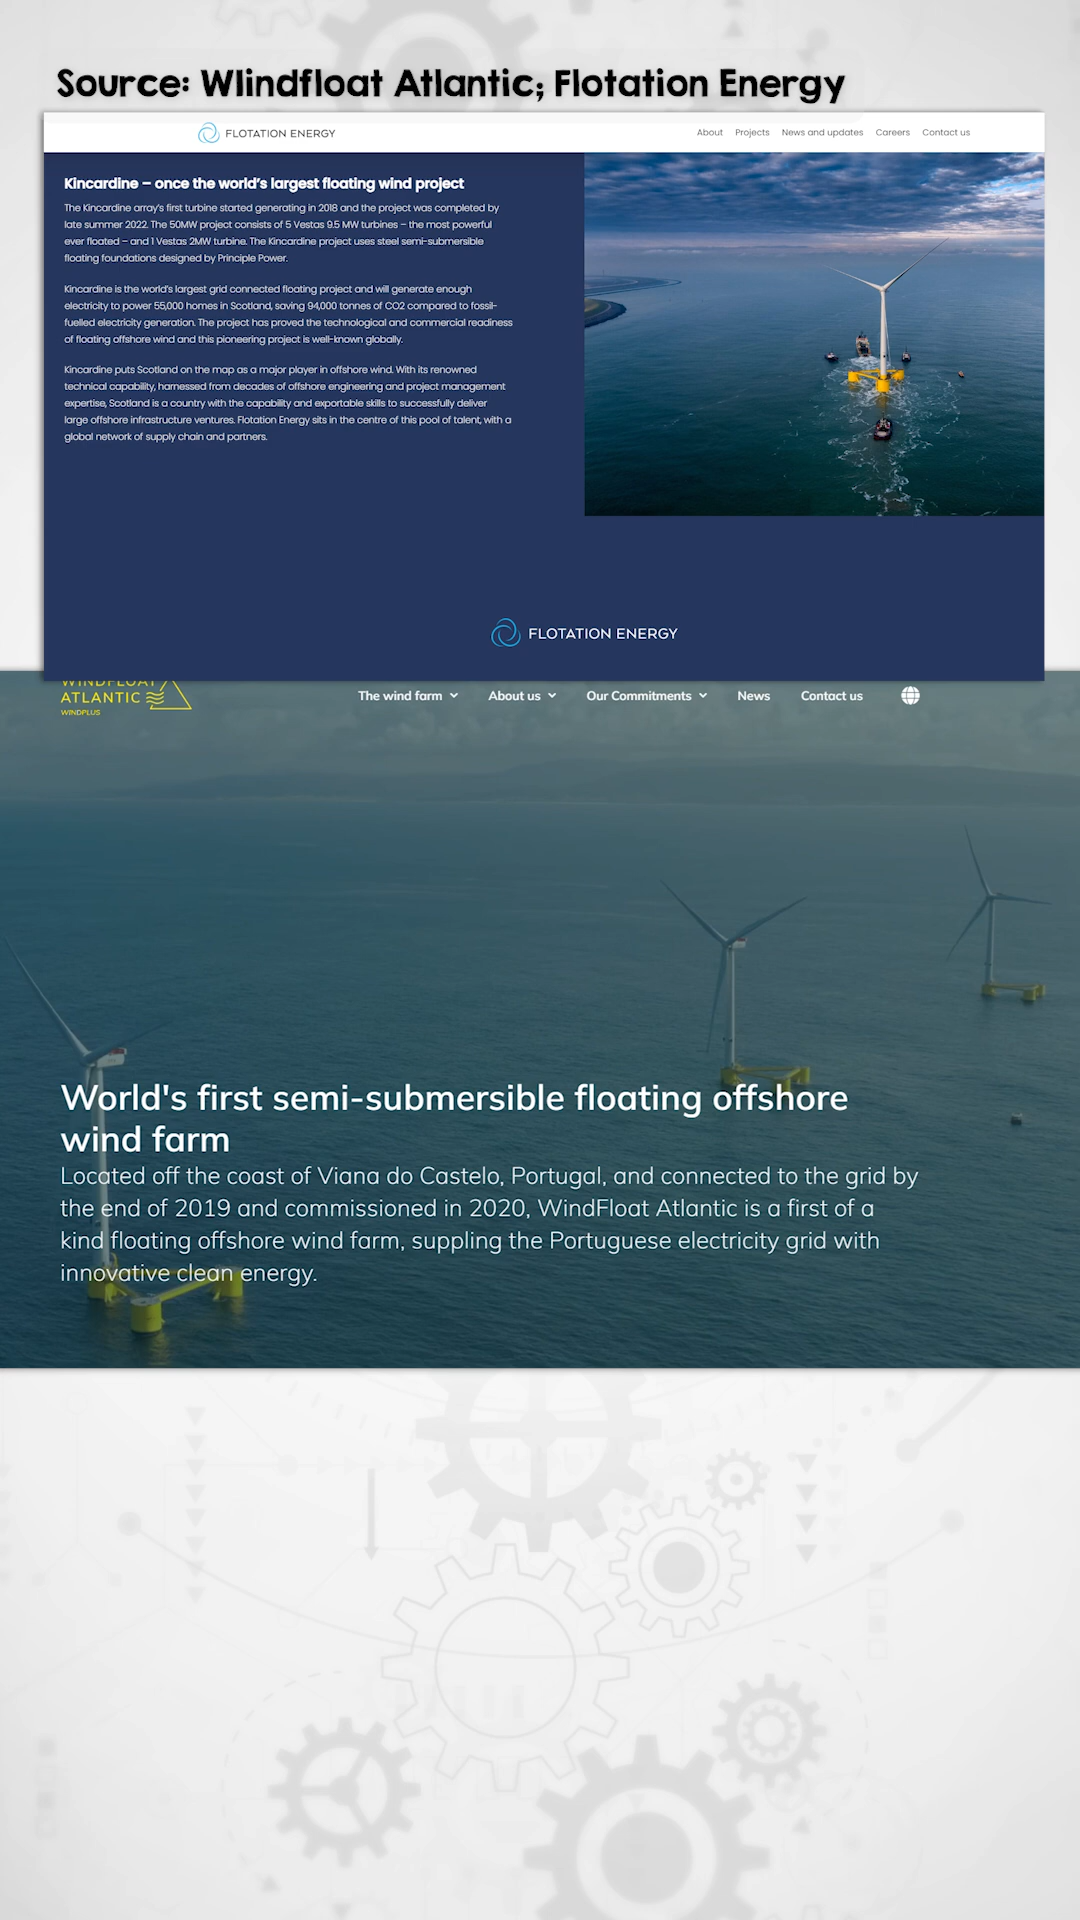 Source: WIindfloat Atlantic; Flotation Energy
FLOTATION ENERGY
About Projects News and updates Careers Contact us
Kincardine – once the world's largest floating wind project
The Kincardine array's first turbine started generating in 2018 and the project was completed by
late summer 2022. The 50MW project consists of 5 Vestas 9.5 MW turbines – the most powerful
ever floated – and 1 Vestas 2MW turbine. The Kincardine project uses steel semi-submersible
floating foundations designed by Principle Power.
Kincardine is the world's largest grid connected floating project and will generate enough
electricity to power 55,000 homes in Scotland, saving 94,000 tonnes of CO2 compared to fossil-
fuelled electricity generation. The project has proved the technological and commercial readiness
of floating offshore wind and this pioneering project is well-known globally.
Kincardine puts Scotland on the map as a major player in offshore wind. With its renowned
technical capability, harnessed from decades of offshore engineering and project management
expertise, Scotland is a country with the capability and exportable skills to successfully deliver
large offshore infrastructure ventures. Flotation Energy sits in the centre of this pool of talent, with a
global network of supply chain and partners.
FLOTATION ENERGY
WINDFLOAT
ATLANTIC
WINDPLUS
The wind farm About us Our Commitments News Contact us
World's first semi-submersible floating offshore
wind farm
Located off the coast of Viana do Castelo, Portugal, and connected to the grid by
the end of 2019 and commissioned in 2020, WindFloat Atlantic is a first of a
kind floating offshore wind farm, suppling the Portuguese electricity grid with
innovative clean energy.